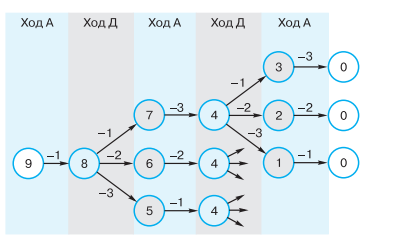 Ход А Ход Д Ход А Ход Д Ход А
3 –3 0
–1
7 –3 4 –2 2 –2 0
–1 –3
9 –1 8 –2 6 –2 4 1 –1 0
–3
5 –1 4